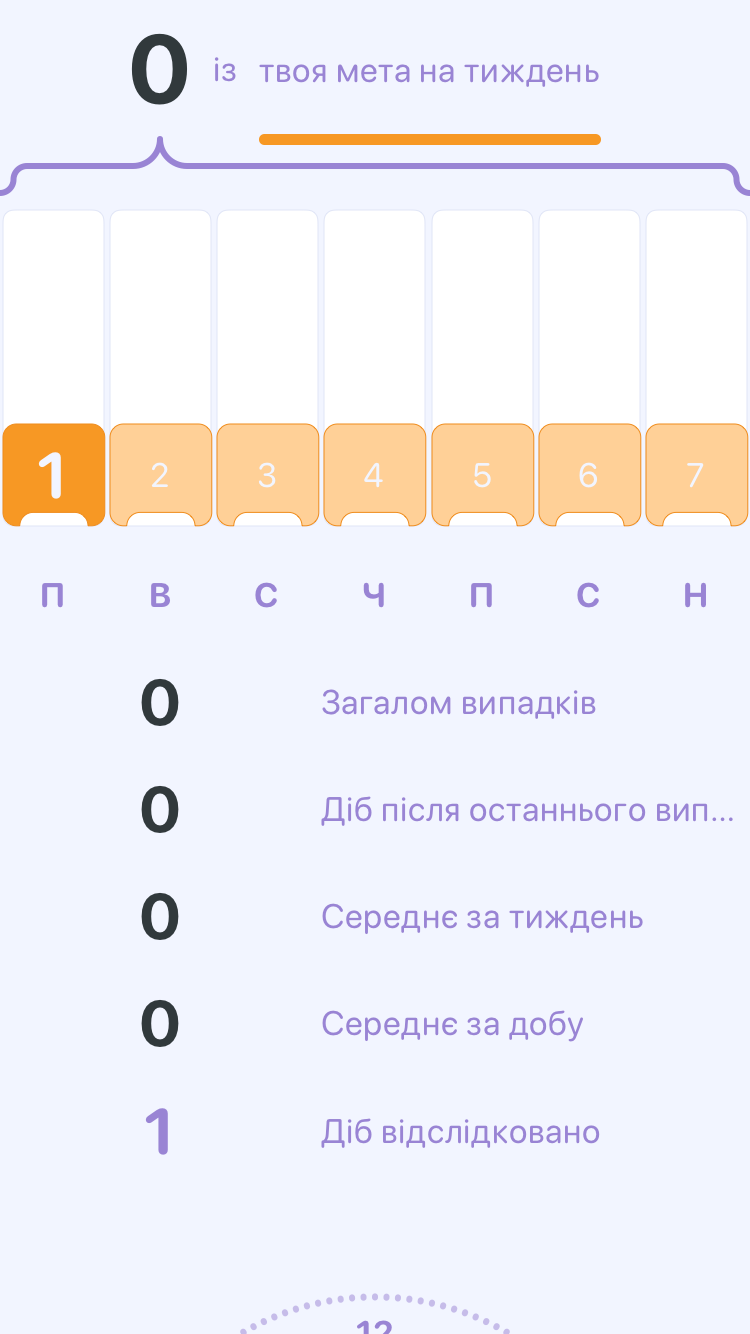 0 із твоя мета на тиждень
1 2 3 4 5 6 7
П В С Ч П С Н
0 Загалом випадків
0 Діб після останнього вип...
0 Середнє за тиждень
0 Середнє за добу
1 Діб відслідковано
12